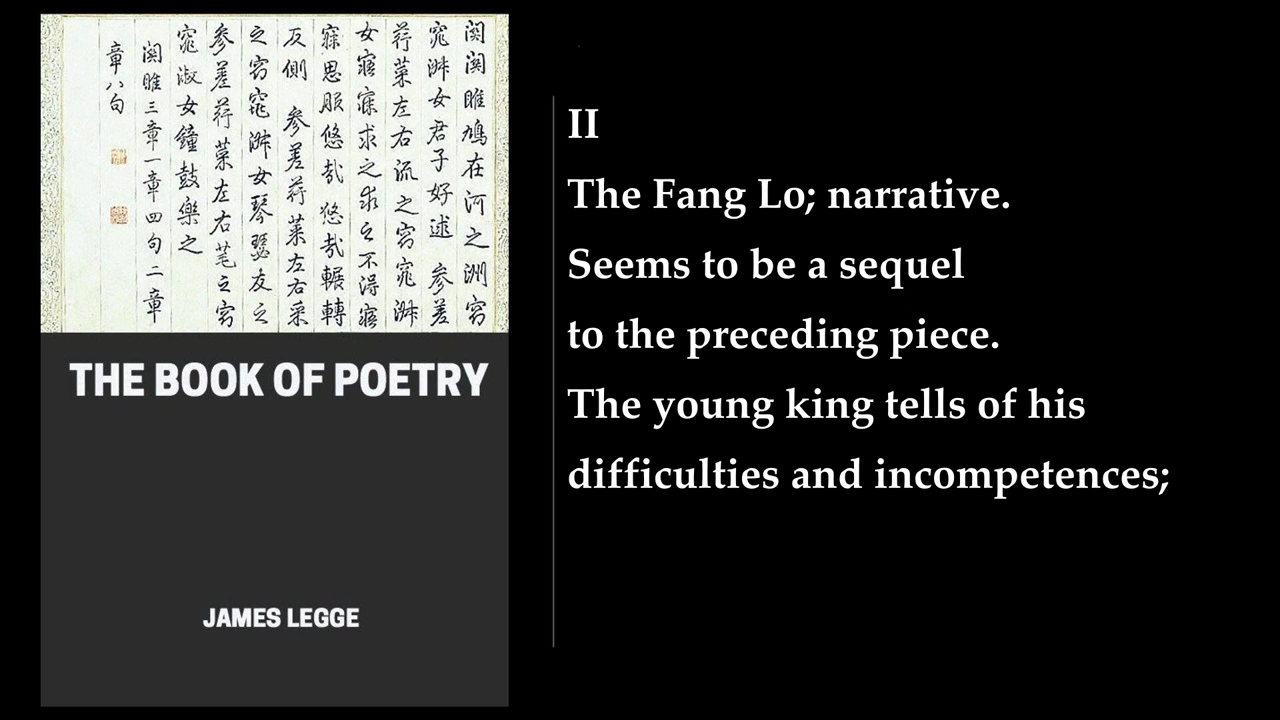 關關雎鳩在河之洲窈
窕淑女君子好逑 參差
荇菜左右流之窈窕淑
女寤寐求之求之不得寤
寐思服悠哉悠哉輾轉
反側 參差荇菜左右采
之窈窕淑女琴瑟友之
參差荇菜左右芼之窈
窕淑女鐘鼓樂之
關雎三章一章四句二章
章八句
THE BOOK OF POETRY
JAMES LEGGE
II
The Fang Lo; narrative.
Seems to be a sequel
to the preceding piece.
The young king tells of his
difficulties and incompetences;